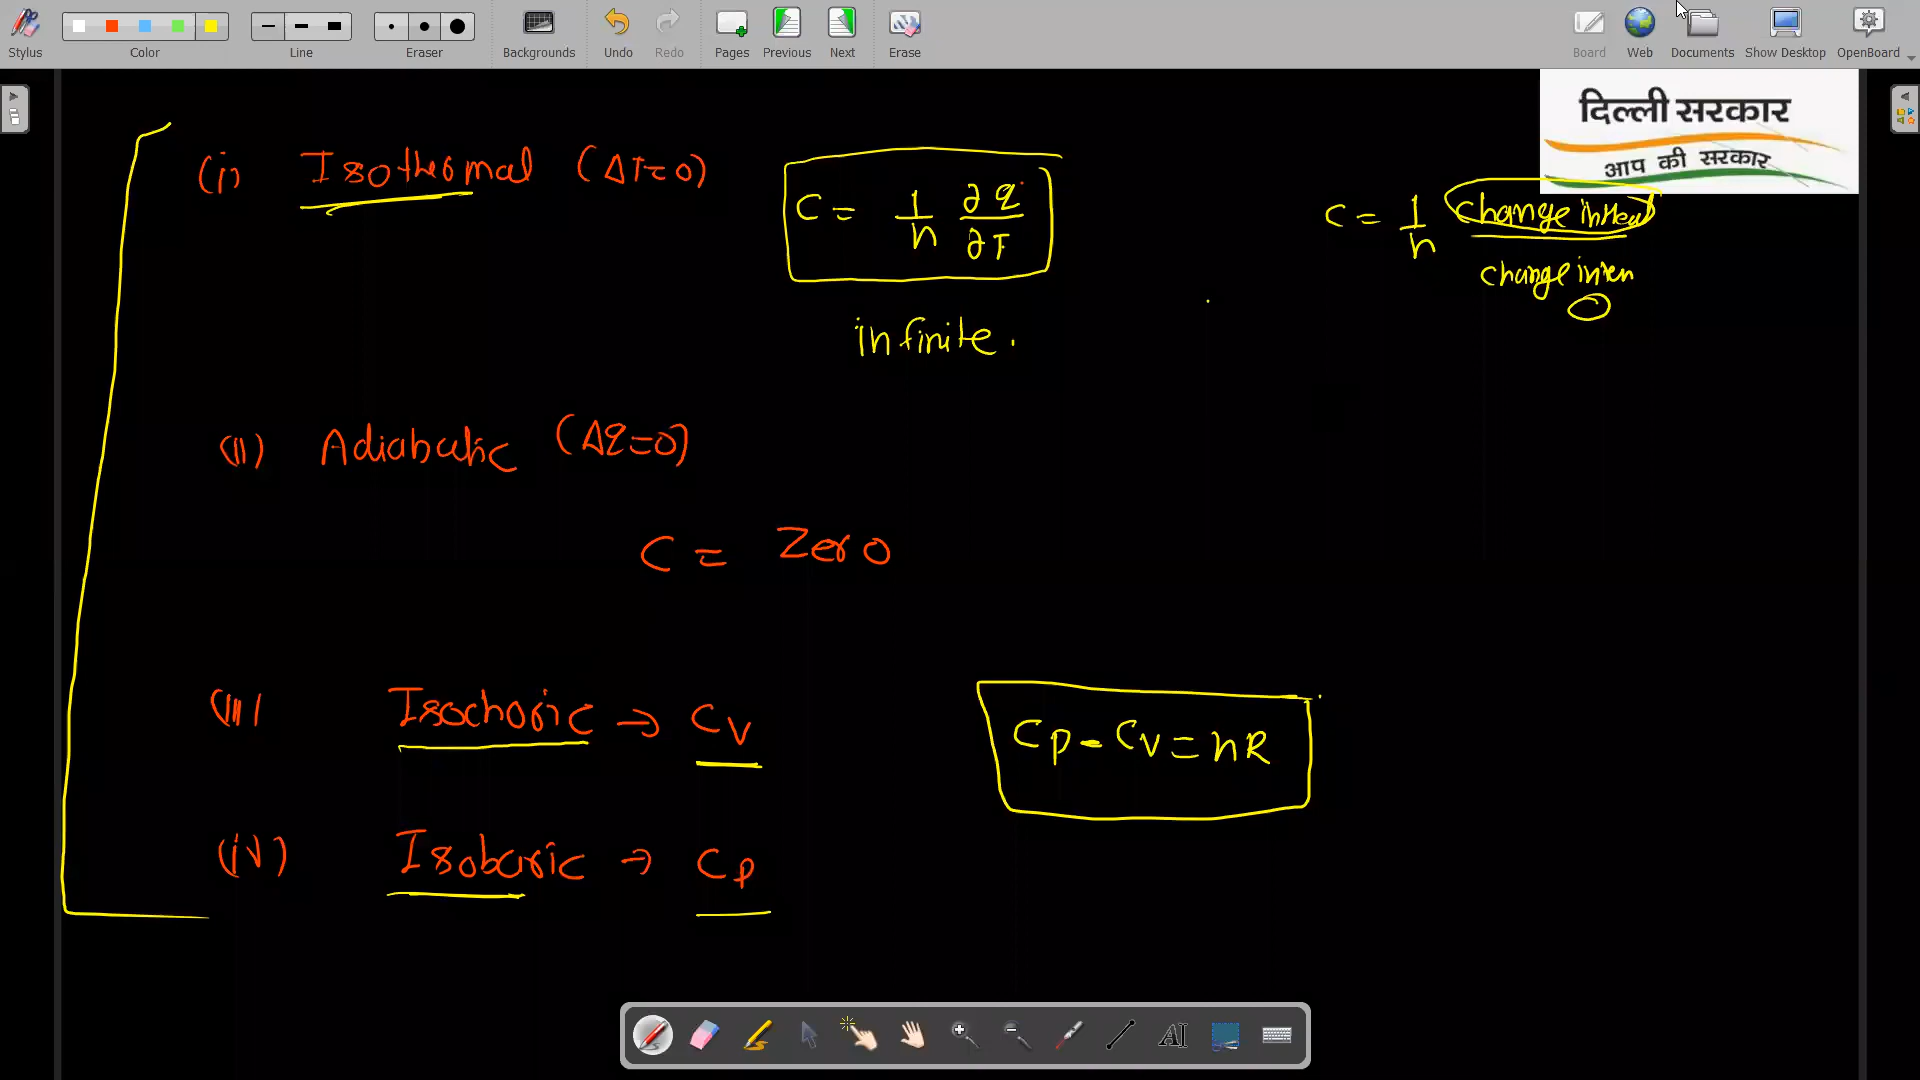 Stylus Color Line Eraser Backgrounds Undo Redo Pages Previous Next Erase Board Web Documents Show Desktop OpenBoard
दिल्ली सरकार
आप की सरकार
(i) Isothermal (ΔT=0)
C = 1/n ∂q/∂T
C = 1/n change in Heat
change in tem
infinite.
(ii) Adiabatic (Δq=0)
C = Zero
(iii) Isochoric → Cv
Cp - Cv = nR
(iv) Isobaric → Cp
AI